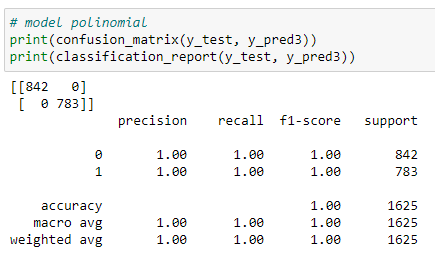 # model polinomial
print(confusion_matrix(y_test, y_pred3))
print(classification_report(y_test, y_pred3))
[[842   0]
 [  0 783]]
              precision    recall  f1-score   support

           0       1.00      1.00      1.00       842
           1       1.00      1.00      1.00       783

    accuracy                           1.00      1625
   macro avg       1.00      1.00      1.00      1625
weighted avg       1.00      1.00      1.00      1625